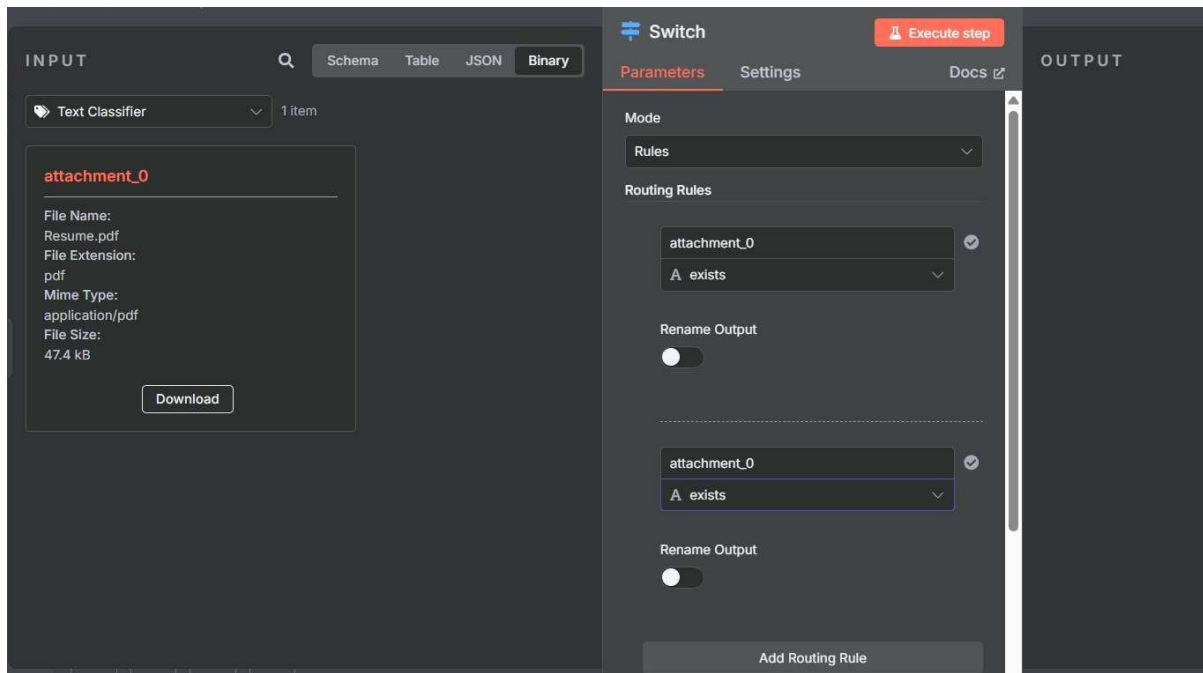 INPUT
Schema Table JSON Binary
Text Classifier
1 item
attachment_0
File Name:
Resume.pdf
File Extension:
pdf
Mime Type:
application/pdf
File Size:
47.4 kB
Download
Switch
Execute step
Parameters Settings Docs
Mode
Rules
Routing Rules
attachment_0
A exists
Rename Output
attachment_0
A exists
Rename Output
Add Routing Rule
OUTPUT